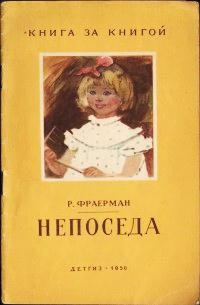 КНИГА ЗА КНИГОЙ
Р. ФРАЕРМАН
НЕПОСЕДА
ДЕТГИЗ · 1956